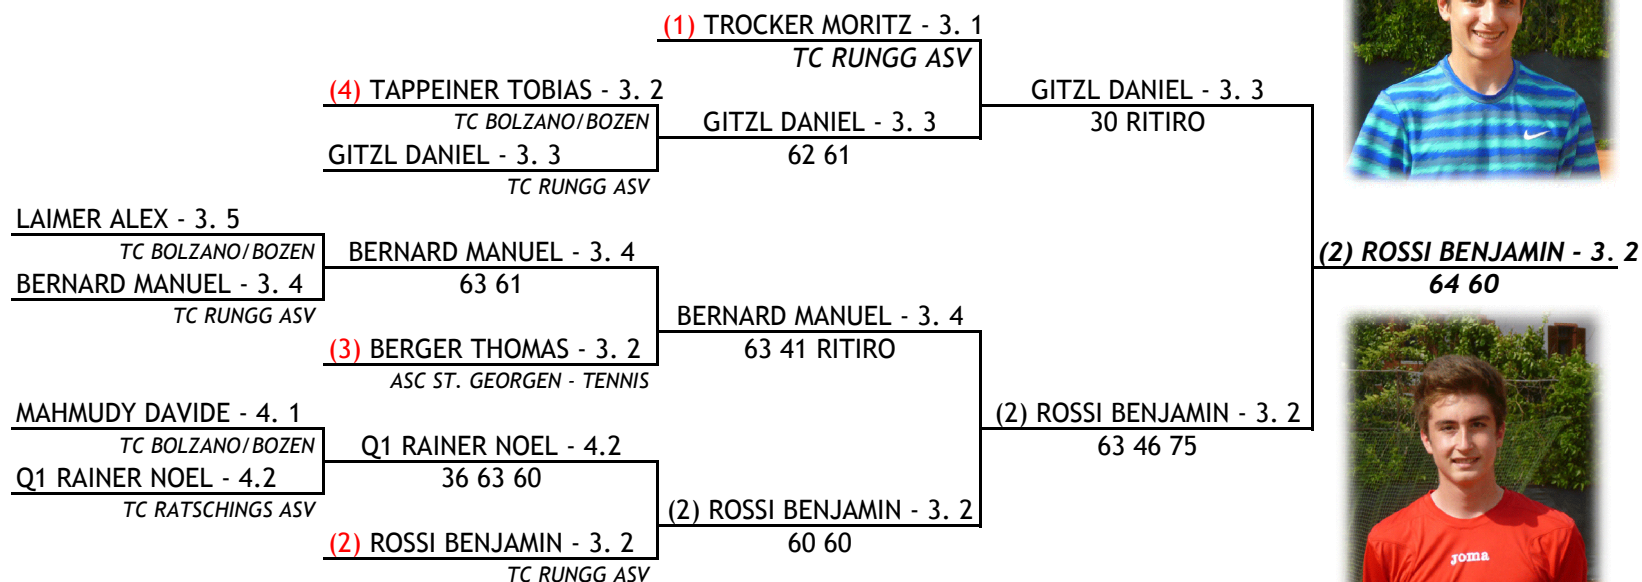 (1) TROCKER MORITZ - 3. 1
TC RUNGG ASV
(4) TAPPEINER TOBIAS - 3. 2
TC BOLZANO/BOZEN
GITZL DANIEL - 3. 3
30 RITIRO
GITZL DANIEL - 3. 3
62 61
GITZL DANIEL - 3. 3
TC RUNGG ASV
LAIMER ALEX - 3. 5
TC BOLZANO/BOZEN
BERNARD MANUEL - 3. 4
63 61
BERNARD MANUEL - 3. 4
TC RUNGG ASV
(2) ROSSI BENJAMIN - 3. 2
64 60
BERNARD MANUEL - 3. 4
63 41 RITIRO
(3) BERGER THOMAS - 3. 2
ASC ST. GEORGEN - TENNIS
MAHMUDY DAVIDE - 4. 1
TC BOLZANO/BOZEN
(2) ROSSI BENJAMIN - 3. 2
63 46 75
Q1 RAINER NOEL - 4.2
36 63 60
Q1 RAINER NOEL - 4.2
TC RATSCHINGS ASV
(2) ROSSI BENJAMIN - 3. 2
60 60
(2) ROSSI BENJAMIN - 3. 2
TC RUNGG ASV
joma